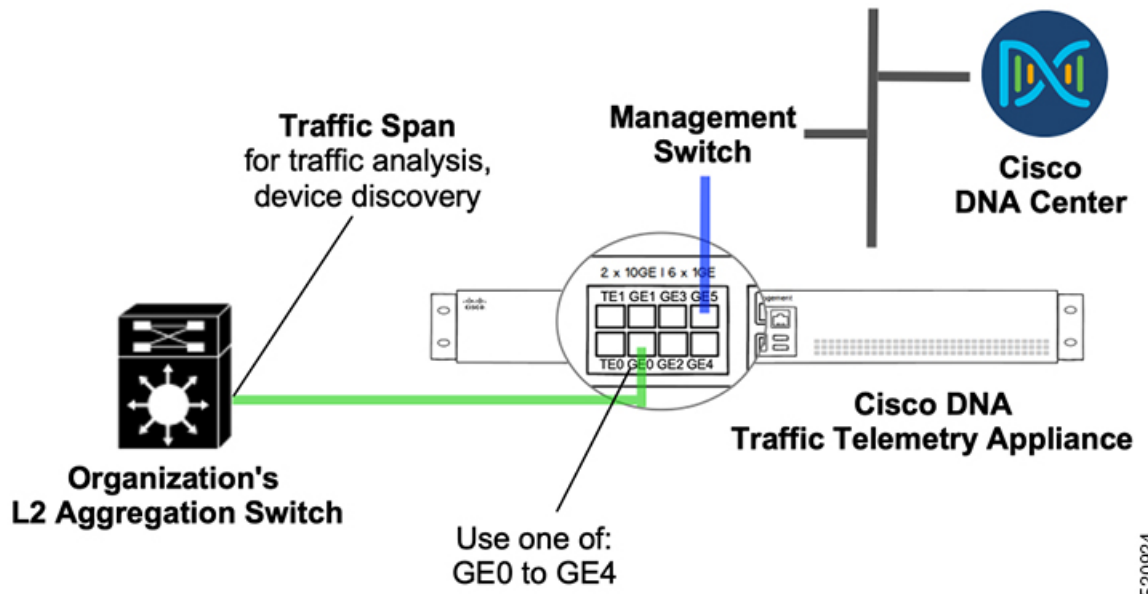 Traffic Span
for traffic analysis,
device discovery
Management
Switch
Cisco
DNA Center
2 x 10GE | 6 x 1GE
TE1 GE1 GE3 GE5
TE0 GE0 GE2 GE4
CISCO
Cisco DNA
Traffic Telemetry Appliance
Organization's
L2 Aggregation Switch
Use one of:
GE0 to GE4